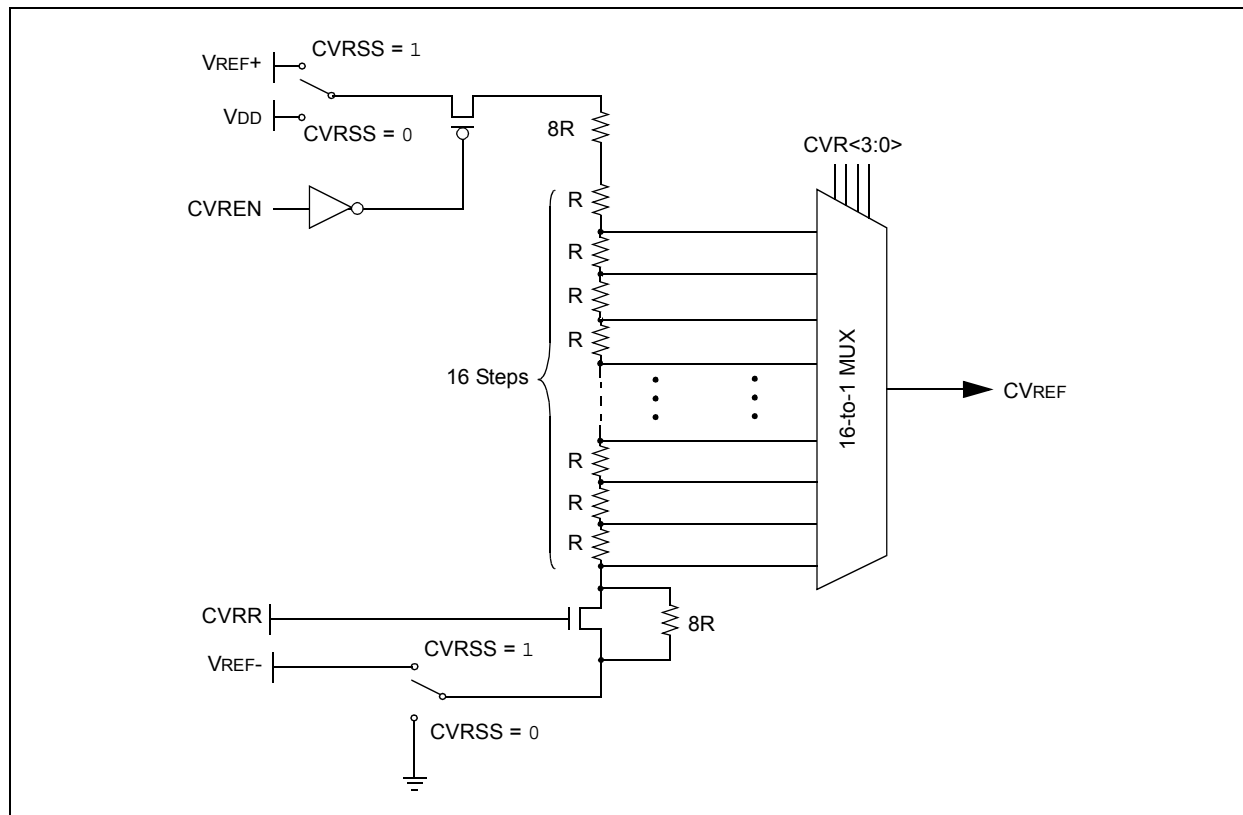 CVRSS = 1
VREF+
VDD
CVRSS = 0
8R
CVREN
CVR<3:0>
R
R
R
R
16 Steps
16-to-1 MUX
CVREF
R
R
R
CVRR
8R
CVRSS = 1
VREF-
CVRSS = 0